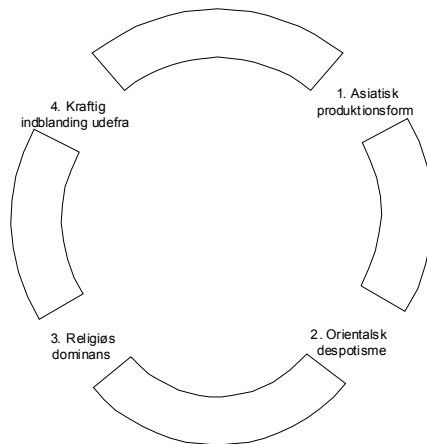 1. Asiatisk
produktionsform
2. Orientalsk
despotisme
3. Religiøs
dominans
4. Kraftig
indblanding udefra